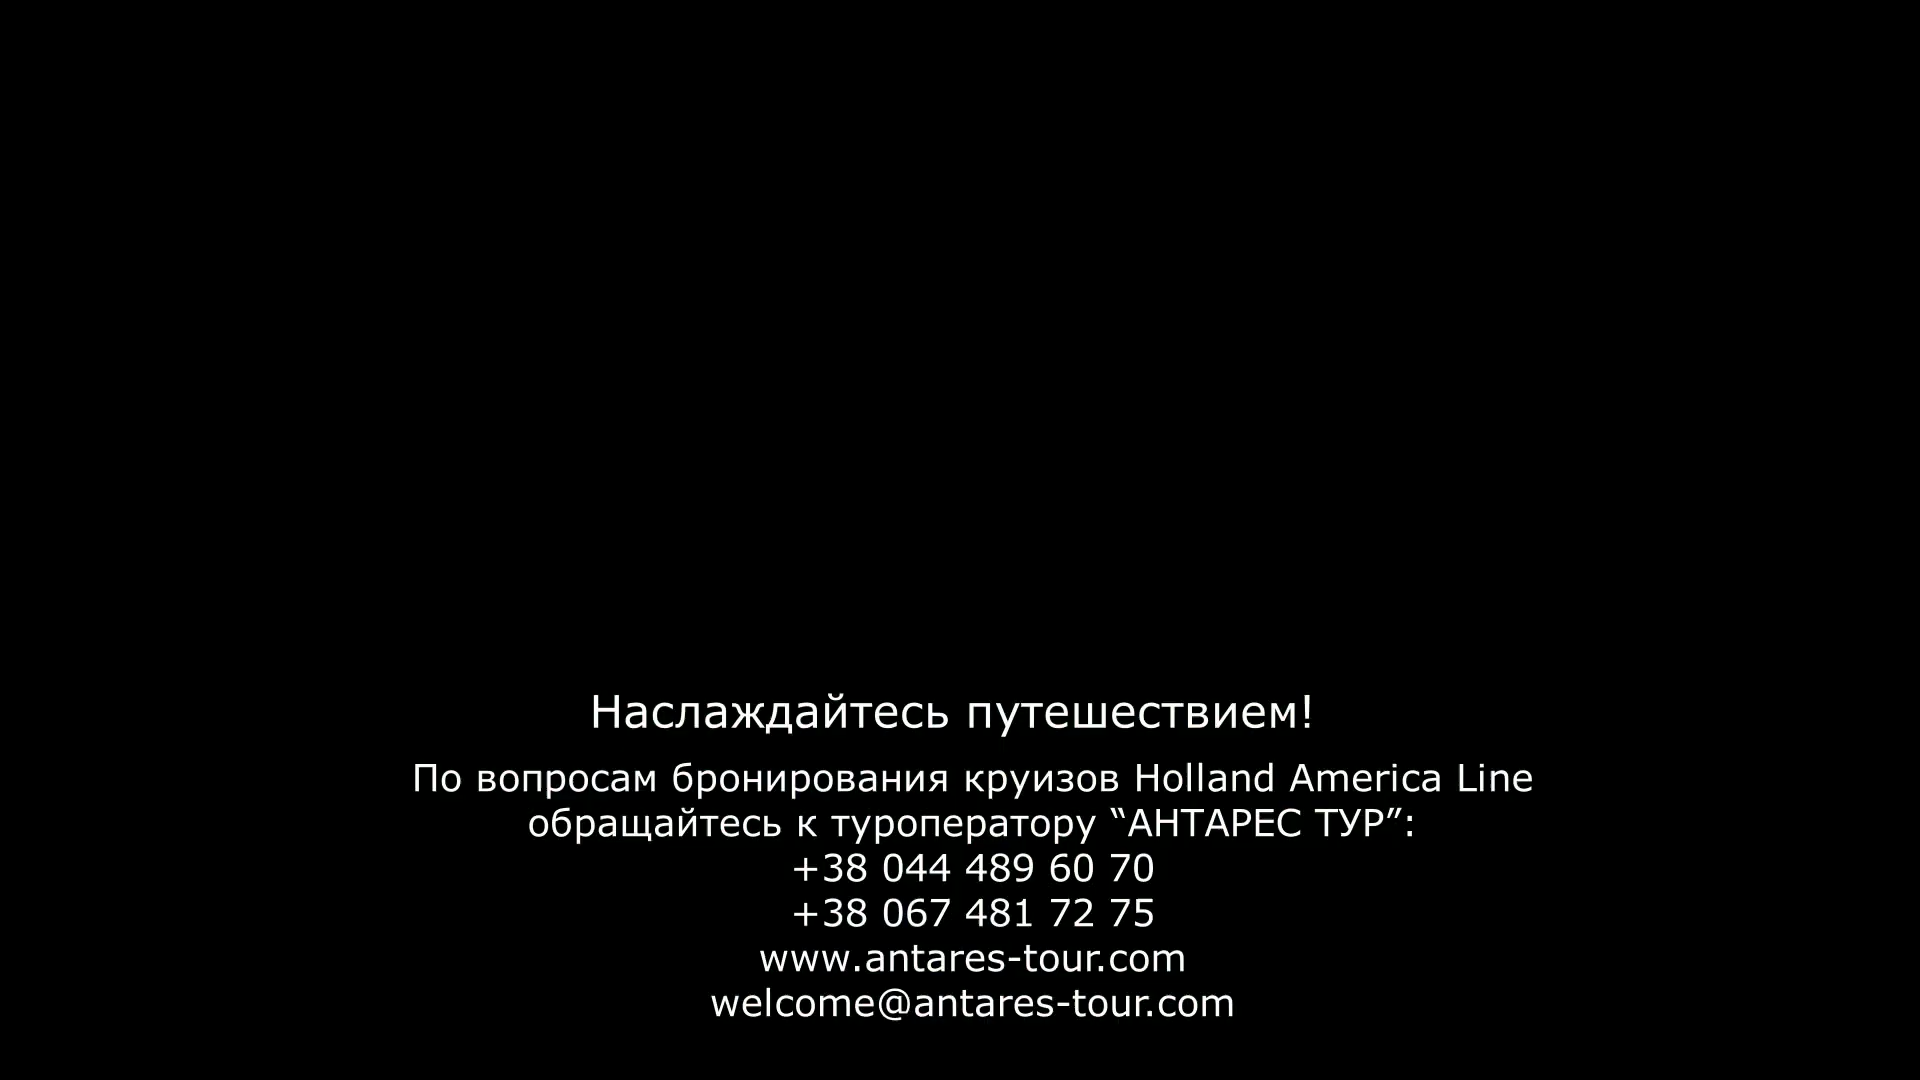 Наслаждайтесь путешествием!
По вопросам бронирования круизов Holland America Line
обращайтесь к туроператору “АНТАРЕС ТУР”:
+38 044 489 60 70
+38 067 481 72 75
www.antares-tour.com
welcome@antares-tour.com